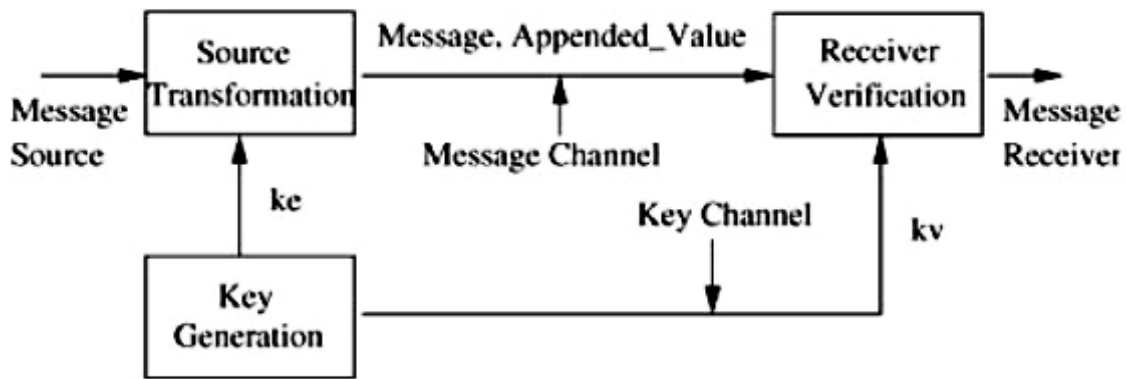 Source
Transformation
Message. Appended_Value
Receiver
Verification
Message
Source
Message Channel
Message
Receiver
ke
Key Channel
kv
Key
Generation